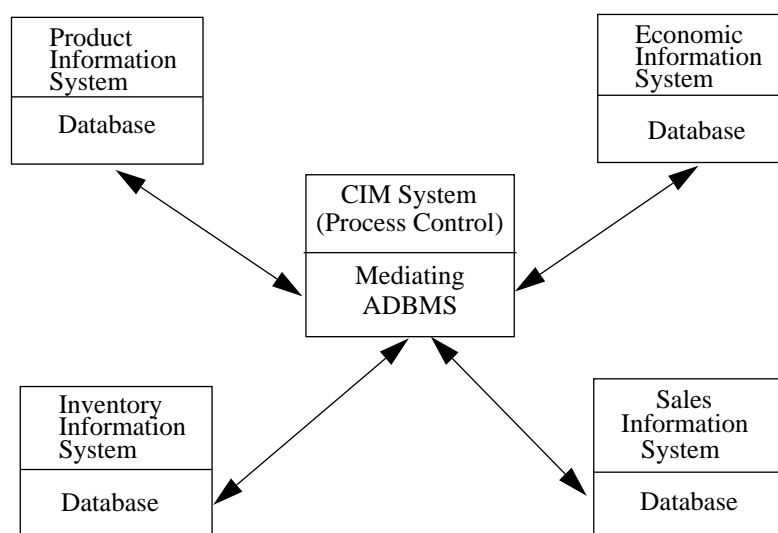 Product
Information
System
Database
Economic
Information
System
Database
CIM System
(Process Control)
Mediating
ADBMS
Inventory
Information
System
Database
Sales
Information
System
Database